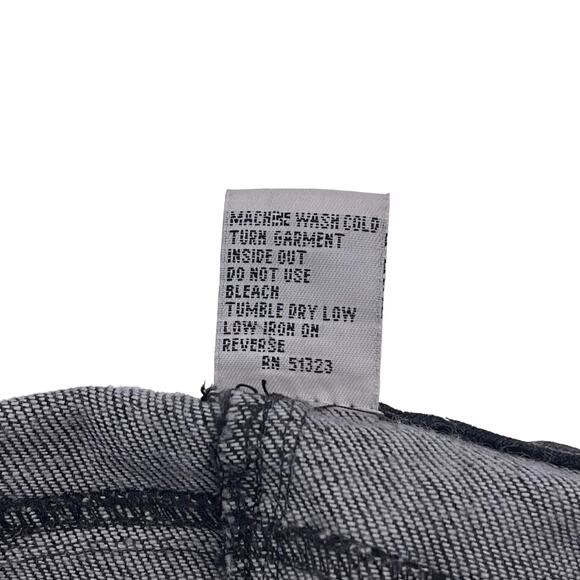 MACHINE WASH COLD
TURN GARMENT
INSIDE OUT
DO NOT USE
BLEACH
TUMBLE DRY LOW
LOW IRON ON
REVERSE
RN 51323